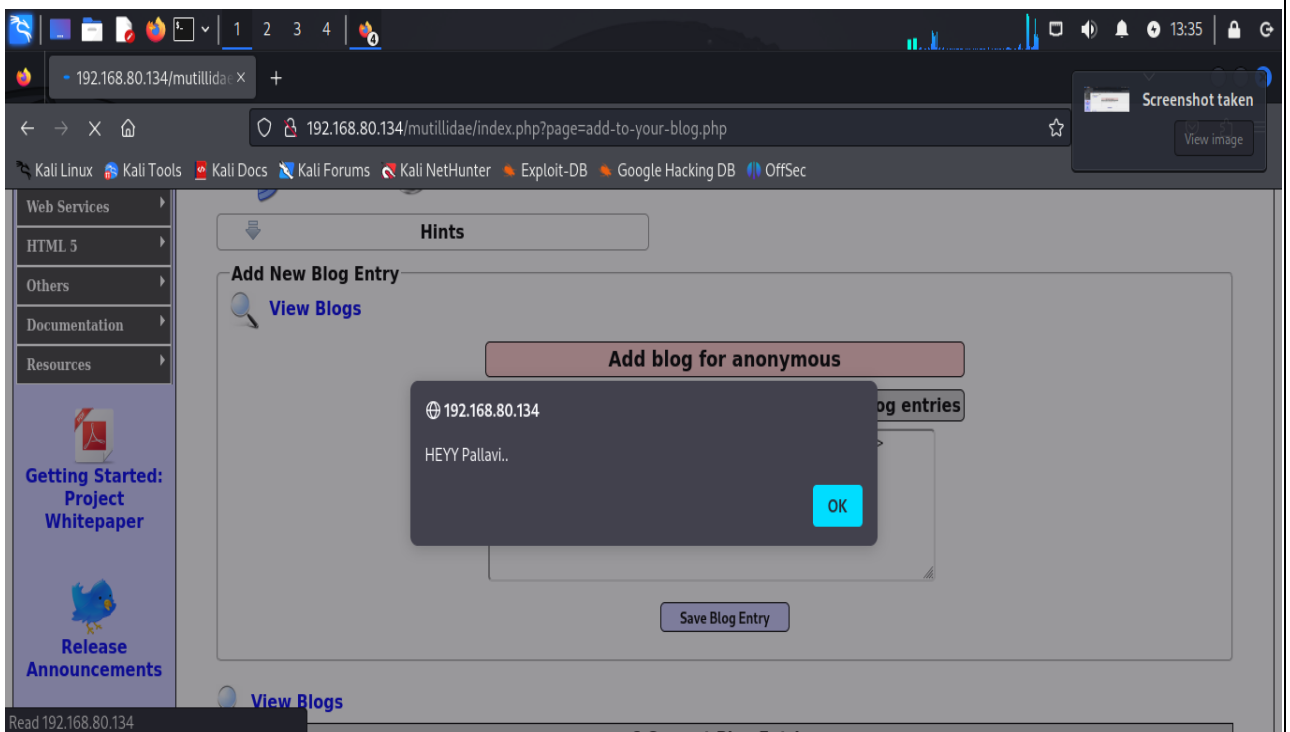 1 2 3 4
13:35
192.168.80.134/mutillidae
Screenshot taken
View image
192.168.80.134/mutillidae/index.php?page=add-to-your-blog.php
Kali Linux Kali Tools Kali Docs Kali Forums Kali NetHunter Exploit-DB Google Hacking DB OffSec
Web Services
HTML 5
Others
Documentation
Resources
Getting Started:
Project
Whitepaper
Release
Announcements
Hints
Add New Blog Entry
View Blogs
Add blog for anonymous
og entries
>
192.168.80.134
HEYY Pallavi..
OK
Save Blog Entry
View Blogs
Read 192.168.80.134